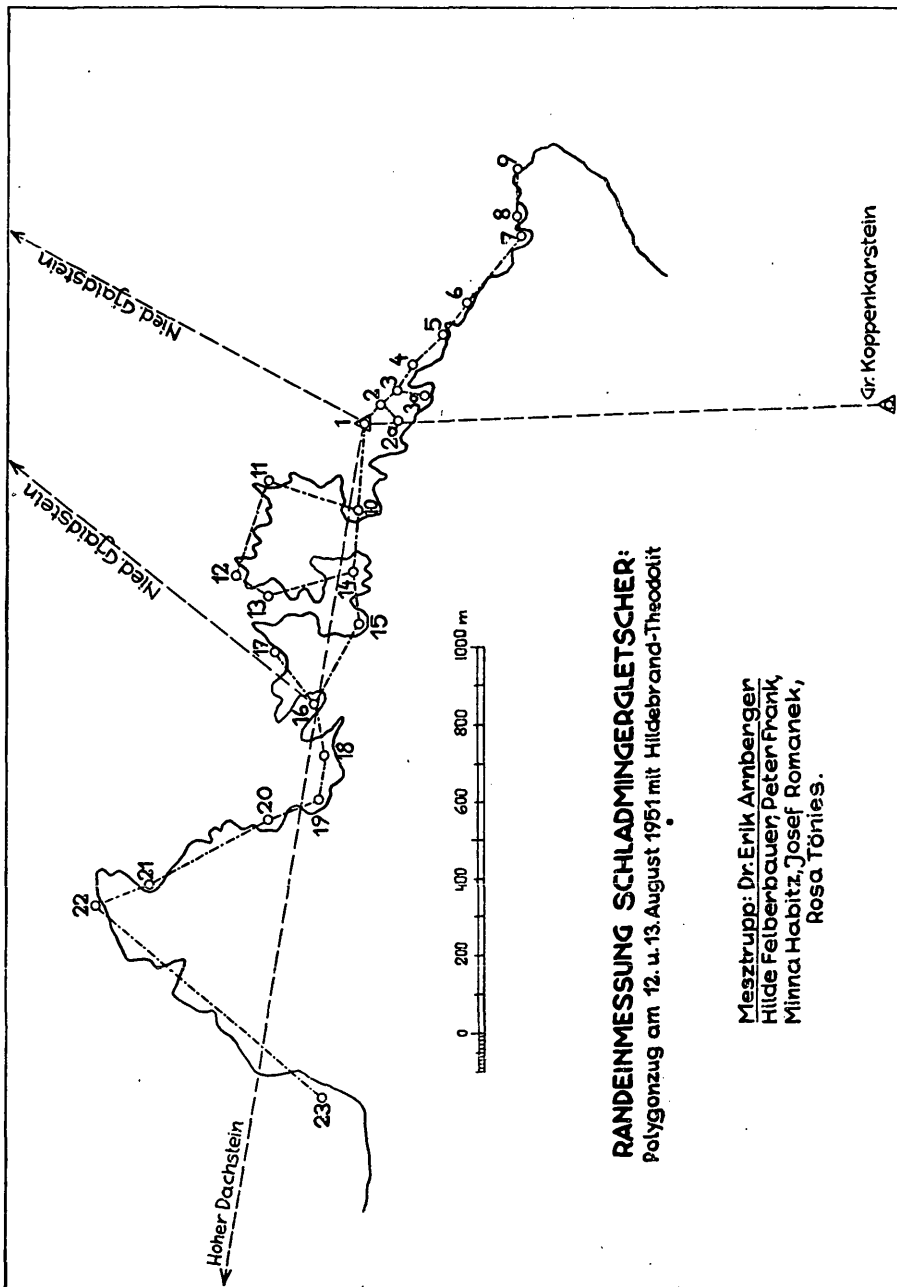 Nied. Gjaidstein
Nied. Gjaidstein
Hoher Dachstein
22
21
20
19
18
17
16
15
14
13
12
11
10
1
2
2a
3
3a
4
5
6
7
8
9
23
Gr. Koppenkarstein
0 200 400 600 800 1000 m
RANDEINMESSUNG SCHLADMINGERGLETSCHER:
Polygonzug am 12. u. 13. August 1951 mit Hildebrand-Theodolit
Mesztrupp: Dr. Erik Arnberger
Hilde Felberbauer, Peter Frank,
Minna Habitz, Josef Romanek,
Rosa Tönies.